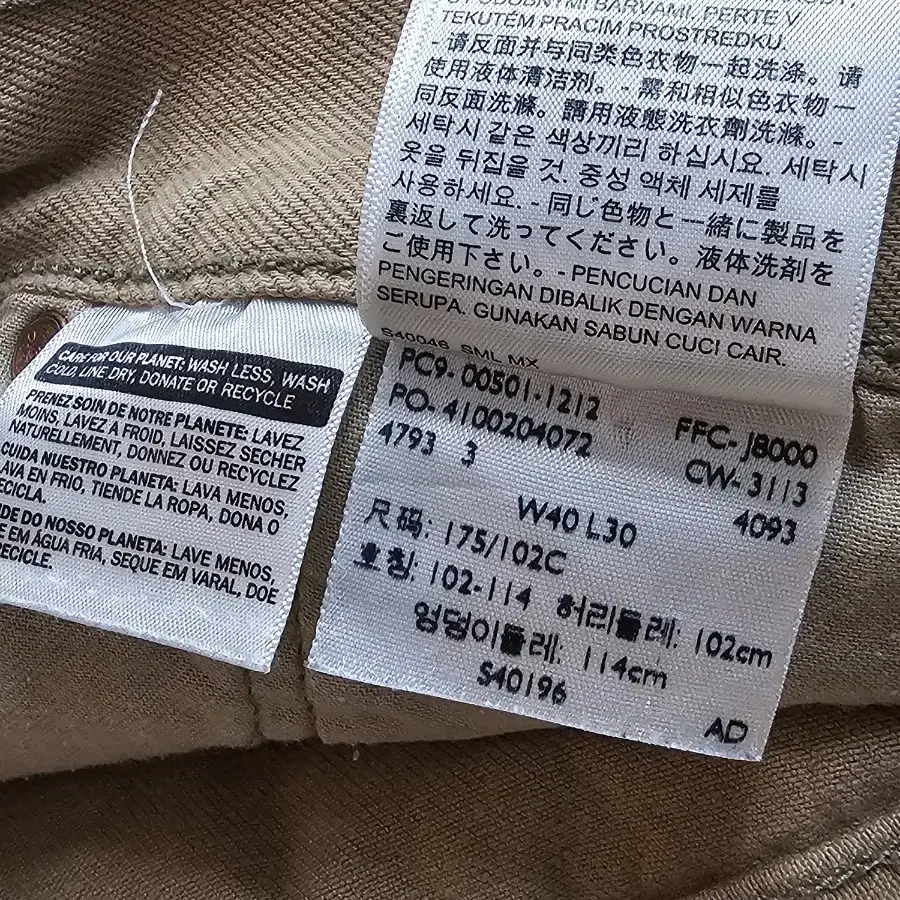 PODOBNÝMI BARVAMI. PERTE V
TEKUTÉM PRACÍM PROSTŘEDKU.
- 请反面并与同类色衣物一起洗涤。请
使用液体清洁剂。- 需和相似色衣物一
同反面洗滌。請用液態洗衣劑洗滌。-
세탁시 같은 색상끼리 하십시요. 세탁시
옷을 뒤집을 것. 중성 액체 세제를
사용하세요. - 同じ色物と一緒に製品を
裏返して洗ってください。液体洗剤を
ご使用下さい。- PENCUCIAN DAN
PENGERINGAN DIBALIK DENGAN WARNA
SERUPA. GUNAKAN SABUN CUCI CAIR.
S40046 SML MX
CARE FOR OUR PLANET: WASH LESS, WASH
COLD, LINE DRY, DONATE OR RECYCLE
PRENEZ SOIN DE NOTRE PLANETE: LAVEZ
MOINS, LAVEZ À FROID, LAISSEZ SECHER
NATURELLEMENT, DONNEZ OU RECYCLEZ
CUIDA NUESTRO PLANETA: LAVA MENOS,
LAVA EN FRIO, TIENDE LA ROPA, DONA O
RECICLA.
DE DO NOSSO PLANETA: LAVE MENOS,
E EM ÁGUA FRIA, SEQUE EM VARAL, DOE
RECICLE.
PC9- 00501-1212
PO- 4100204072 FFC- J8000
4793 3 CW- 3113
4093
W40 L30
尺码: 175/102C
호칭: 102-114 허리둘레: 102cm
엉덩이둘레: 114cm
S40196
AD